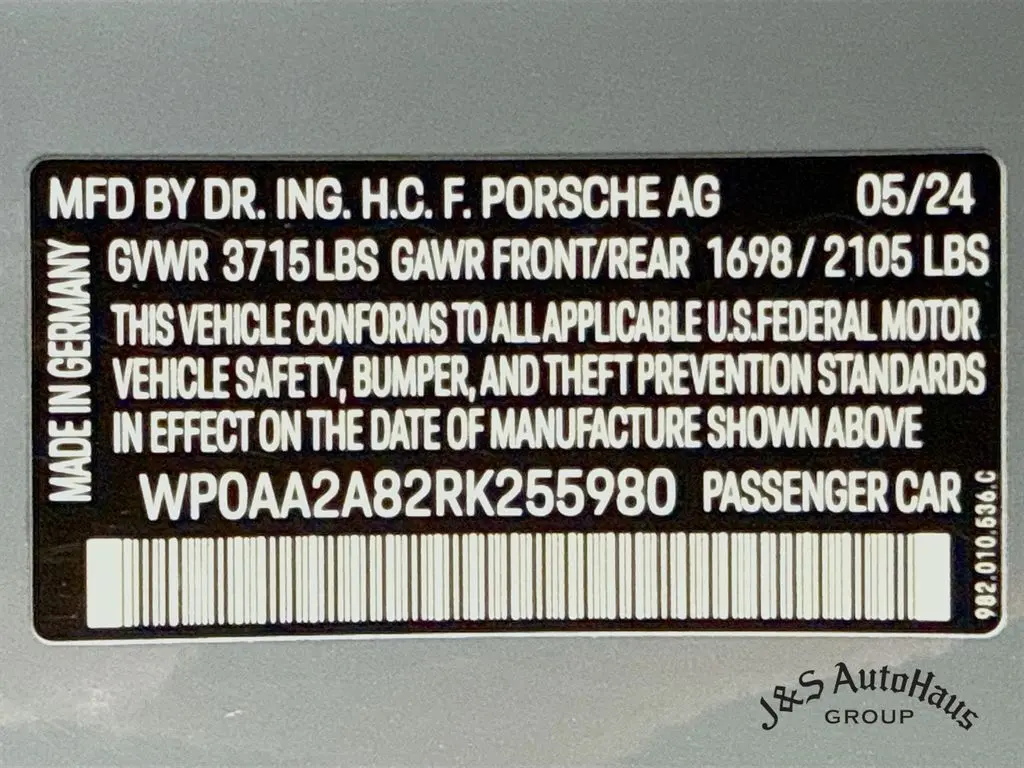 MFD BY DR. ING. H.C. F. PORSCHE AG 05/24
GVWR 3715 LBS GAWR FRONT/REAR 1698 / 2105 LBS
THIS VEHICLE CONFORMS TO ALL APPLICABLE U.S.FEDERAL MOTOR
VEHICLE SAFETY, BUMPER, AND THEFT PREVENTION STANDARDS
IN EFFECT ON THE DATE OF MANUFACTURE SHOWN ABOVE
WP0AA2A82RK255980 PASSENGER CAR
MADE IN GERMANY
982.010.536.C
J&S AutoHaus
GROUP